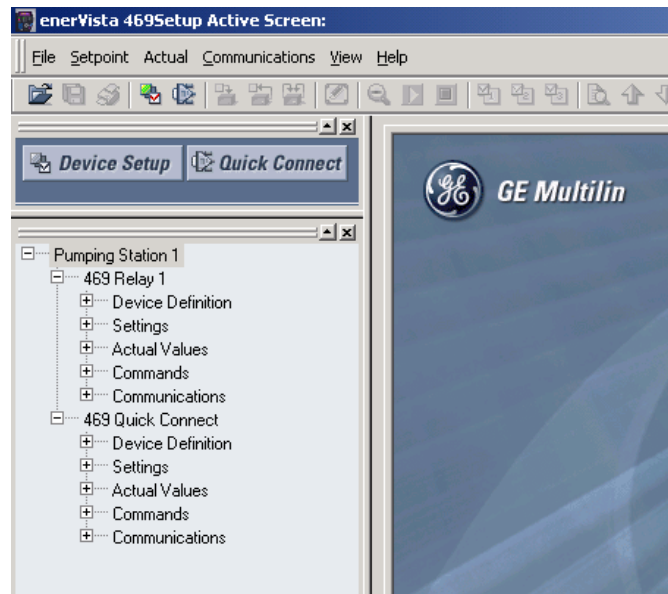 enerVista 469Setup Active Screen:
File Setpoint Actual Communications View Help
Device Setup Quick Connect
GE Multilin
Pumping Station 1
469 Relay 1
Device Definition
Settings
Actual Values
Commands
Communications
469 Quick Connect
Device Definition
Settings
Actual Values
Commands
Communications